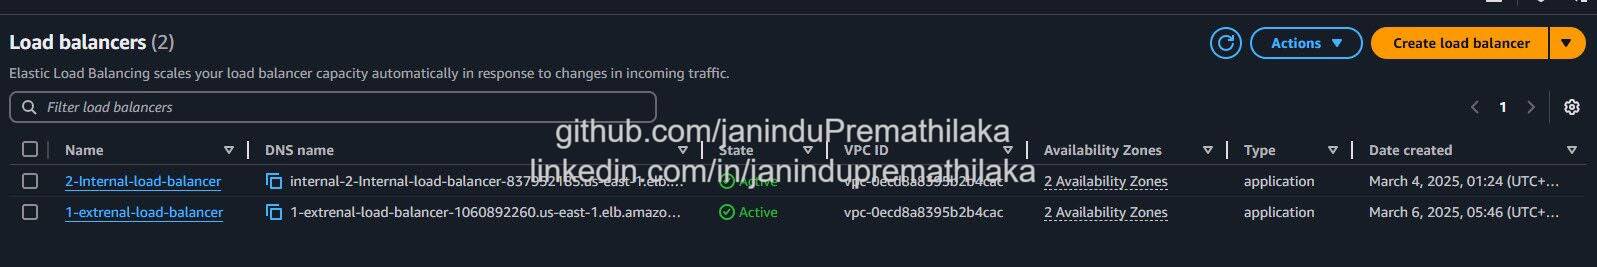 Load balancers (2)
Actions
Create load balancer
Elastic Load Balancing scales your load balancer capacity automatically in response to changes in incoming traffic.
Filter load balancers
1
github.com/janinduPremathilaka
Name DNS name State VPC ID Availability Zones Type Date created
linkedin.com/in/janindupremathilaka
2-Internal-load-balancer internal-2-Internal-load-balancer-837952185.us-east-1.elb.... Active vpc-0ecd8a8395b2b4cac 2 Availability Zones application March 4, 2025, 01:24 (UTC+...
1-extrenal-load-balancer 1-extrenal-load-balancer-1060892260.us-east-1.elb.amazo... Active vpc-0ecd8a8395b2b4cac 2 Availability Zones application March 6, 2025, 05:46 (UTC+...